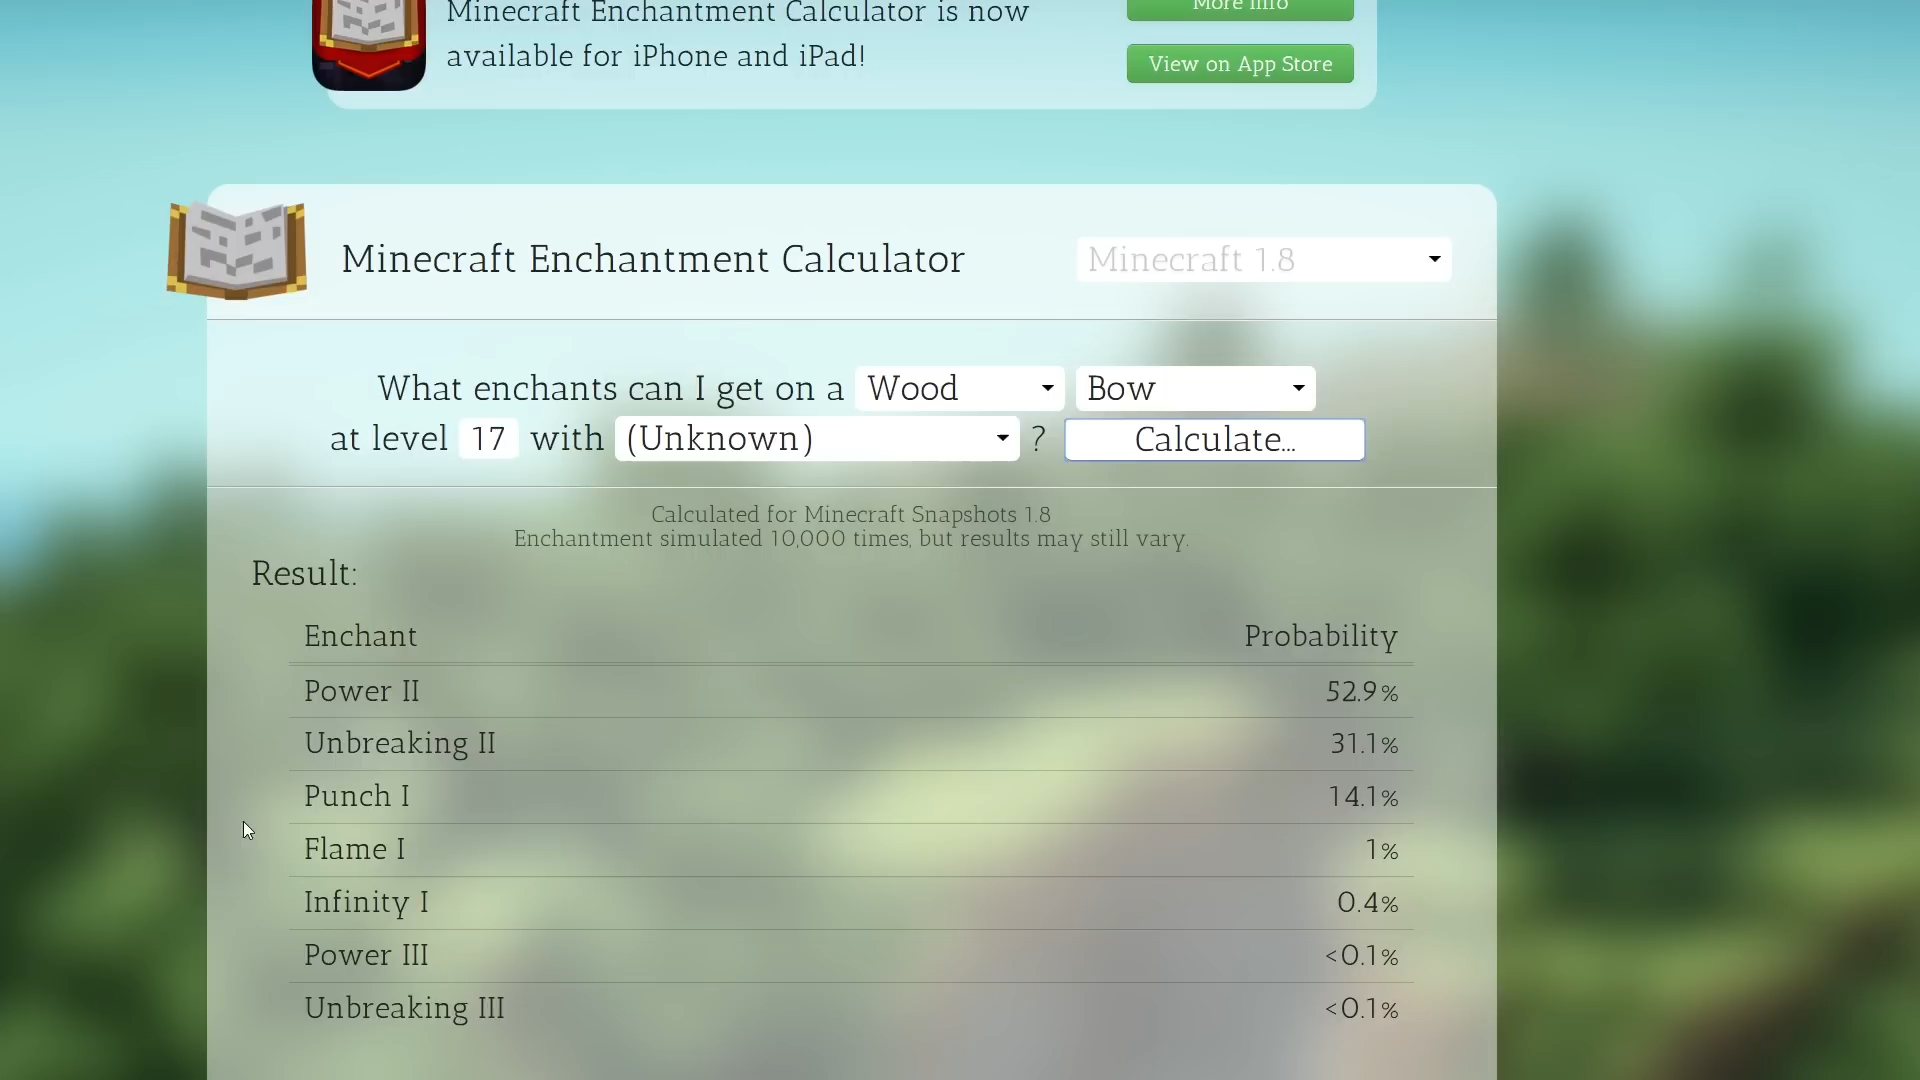 Minecraft Enchantment Calculator is now
available for iPhone and iPad!
More Info
View on App Store
Minecraft Enchantment Calculator
Minecraft 1.8
What enchants can I get on a Wood Bow
at level 17 with (Unknown) ? Calculate...
Calculated for Minecraft Snapshots 1.8
Enchantment simulated 10,000 times, but results may still vary.
Result:
Enchant Probability
Power II 52.9%
Unbreaking II 31.1%
Punch I 14.1%
Flame I 1%
Infinity I 0.4%
Power III <0.1%
Unbreaking III <0.1%